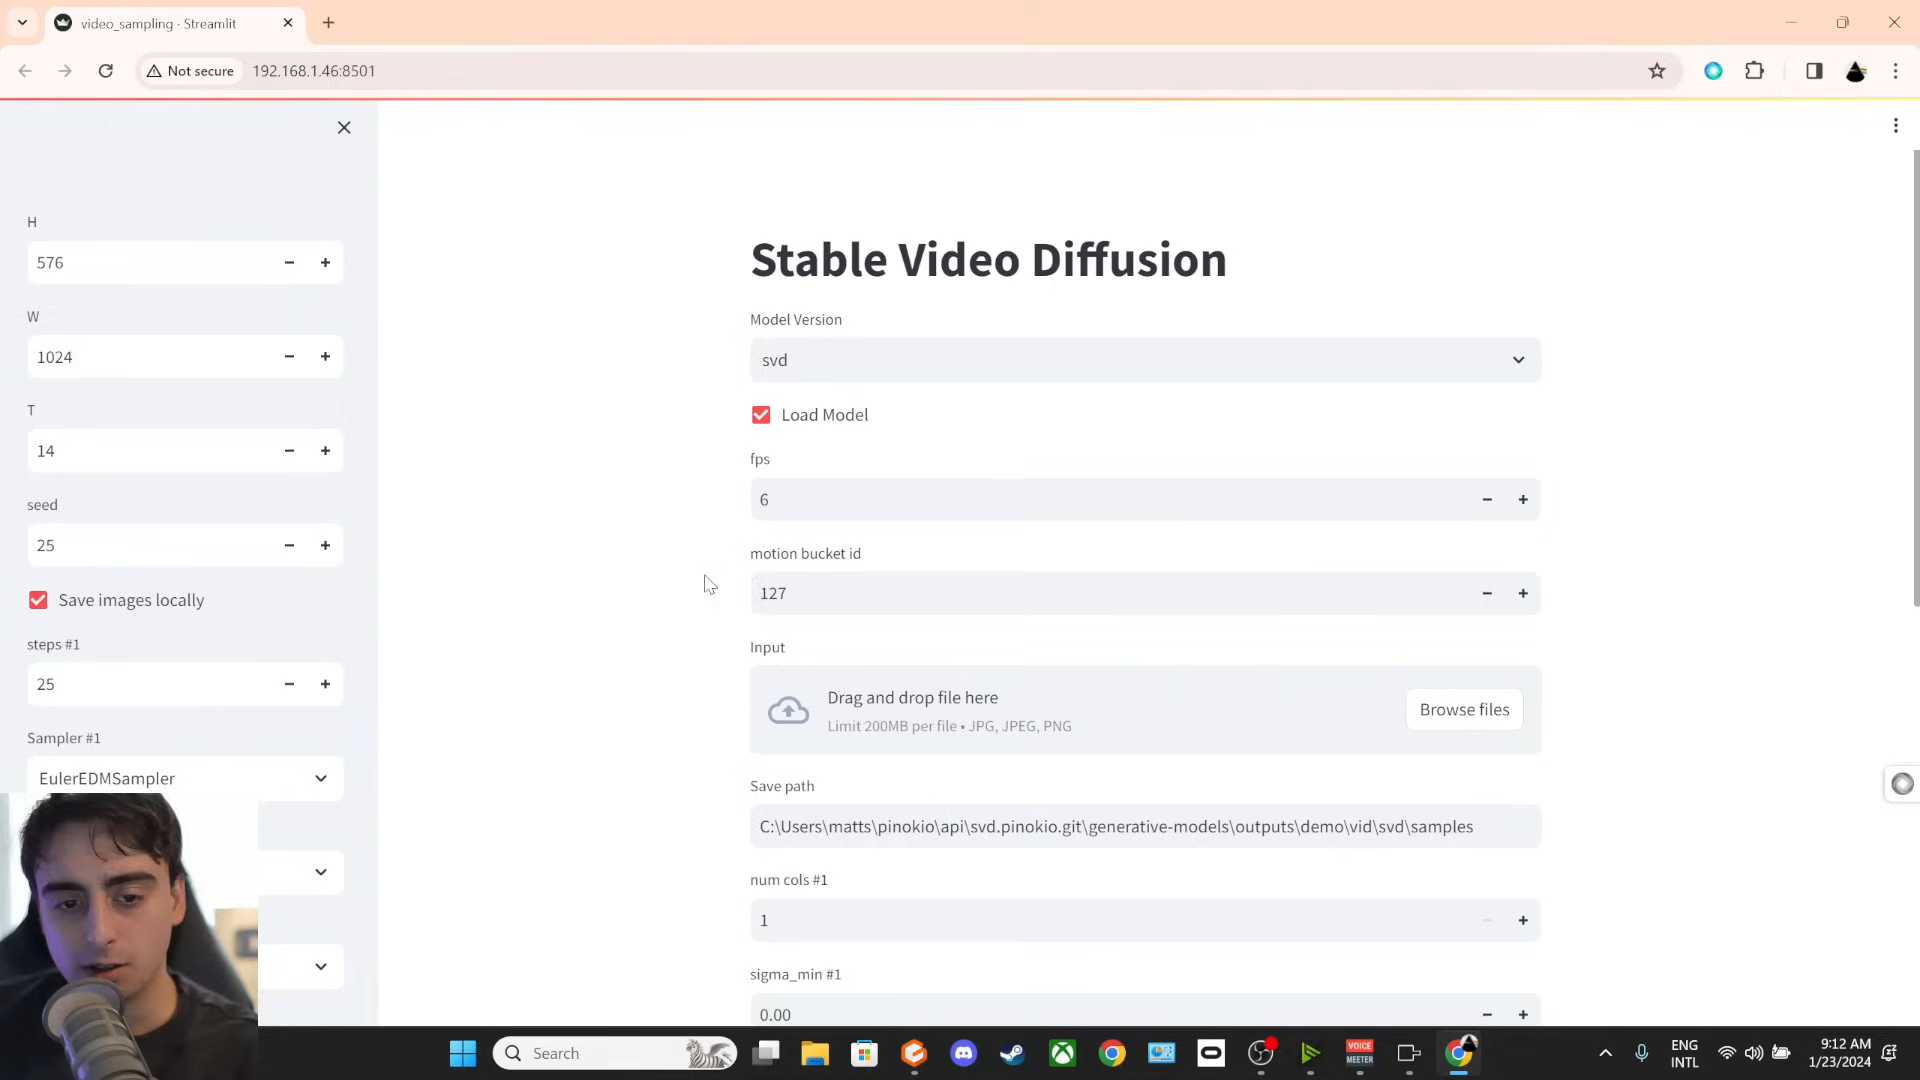 video_sampling · Streamlit
Not secure
192.168.1.46:8501
H
576
W
1024
T
14
seed
25
Save images locally
steps #1
25
Sampler #1
EulerEDMSampler
Stable Video Diffusion
Model Version
svd
Load Model
fps
6
motion bucket id
127
Input
Drag and drop file here
Limit 200MB per file • JPG, JPEG, PNG
Browse files
Save path
C:\Users\matts\pinokio\api\svd.pinokio.git\generative-models\outputs\demo\vid\svd\samples
num cols #1
1
sigma_min #1
0.00
Search
VOICE
MEETER
ENG
INTL
9:12 AM
1/23/2024